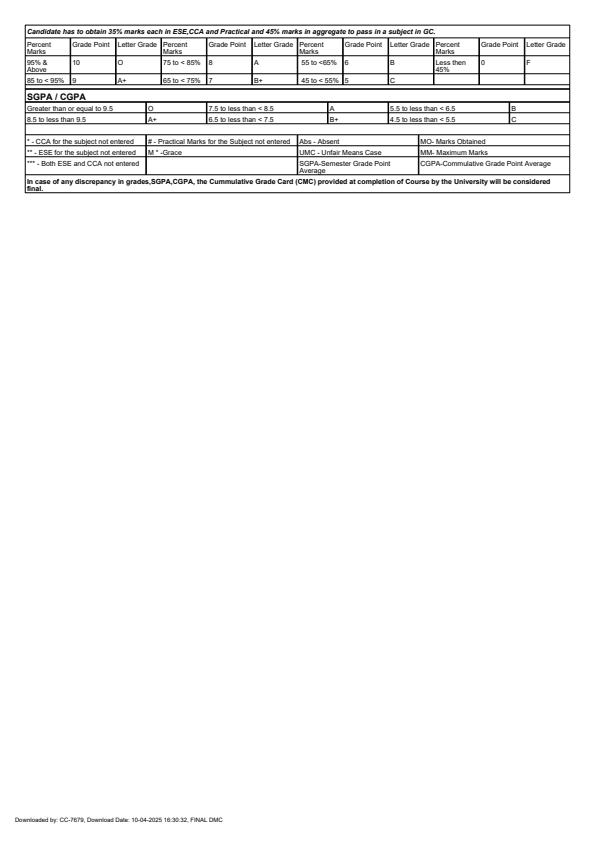 Candidate has to obtain 35% marks each in ESE,CCA and Practical and 45% marks in aggregate to pass in a subject in GC.
Percent Marks Grade Point Letter Grade Percent Marks Grade Point Letter Grade Percent Marks Grade Point Letter Grade Percent Marks Grade Point Letter Grade
95% & Above 10 O 75 to < 85% 8 A 55 to <65% 6 B Less then 45% 0 F
85 to < 95% 9 A+ 65 to < 75% 7 B+ 45 to < 55% 5 C
SGPA / CGPA
Greater than or equal to 9.5 O 7.5 to less than < 8.5 A 5.5 to less than < 6.5 B
8.5 to less than 9.5 A+ 6.5 to less than < 7.5 B+ 4.5 to less than < 5.5 C
* - CCA for the subject not entered # - Practical Marks for the Subject not entered Abs - Absent MO- Marks Obtained
** - ESE for the subject not entered M * -Grace UMC - Unfair Means Case MM- Maximum Marks
*** - Both ESE and CCA not entered SGPA-Semester Grade Point Average CGPA-Commulative Grade Point Average
In case of any discrepancy in grades,SGPA,CGPA, the Cummulative Grade Card (CMC) provided at completion of Course by the University will be considered
final.
Downloaded by: CC-7679, Download Date: 10-04-2025 16:30:32, FINAL DMC